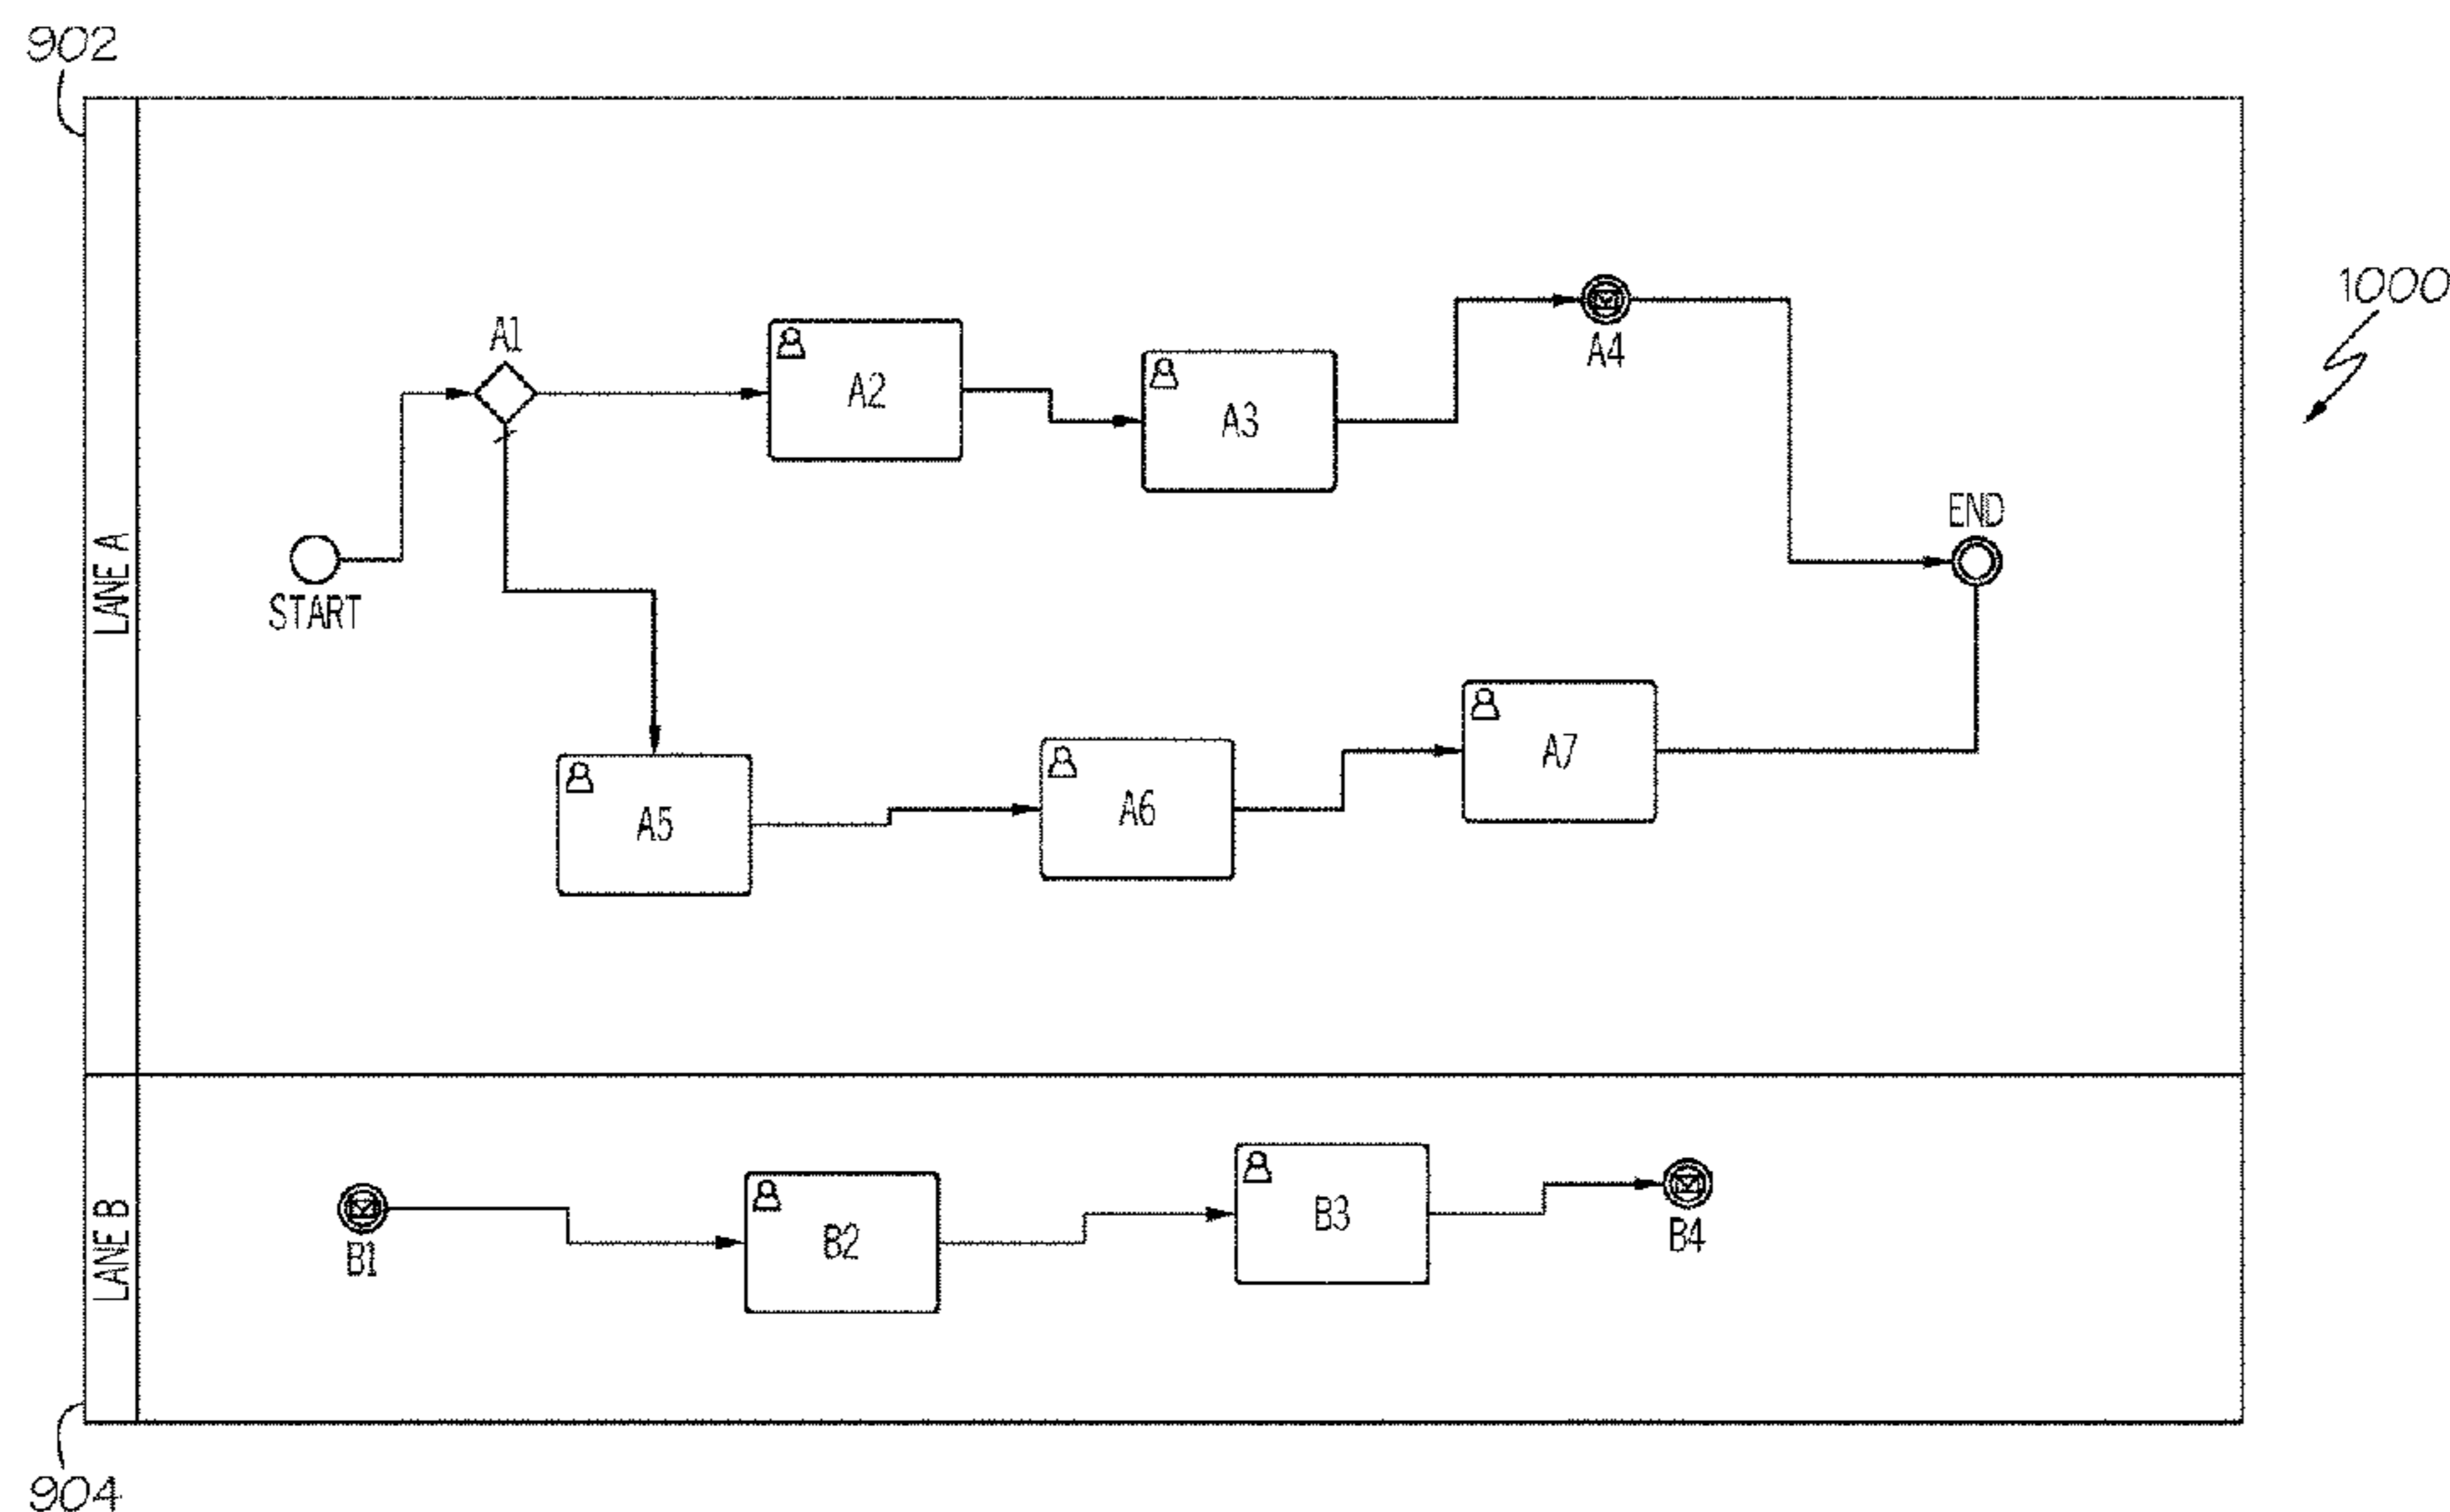 902
1000
LANE A
START
A1
A2
A3
A4
END
A5
A6
A7
LANE B
B1
B2
B3
B4
904